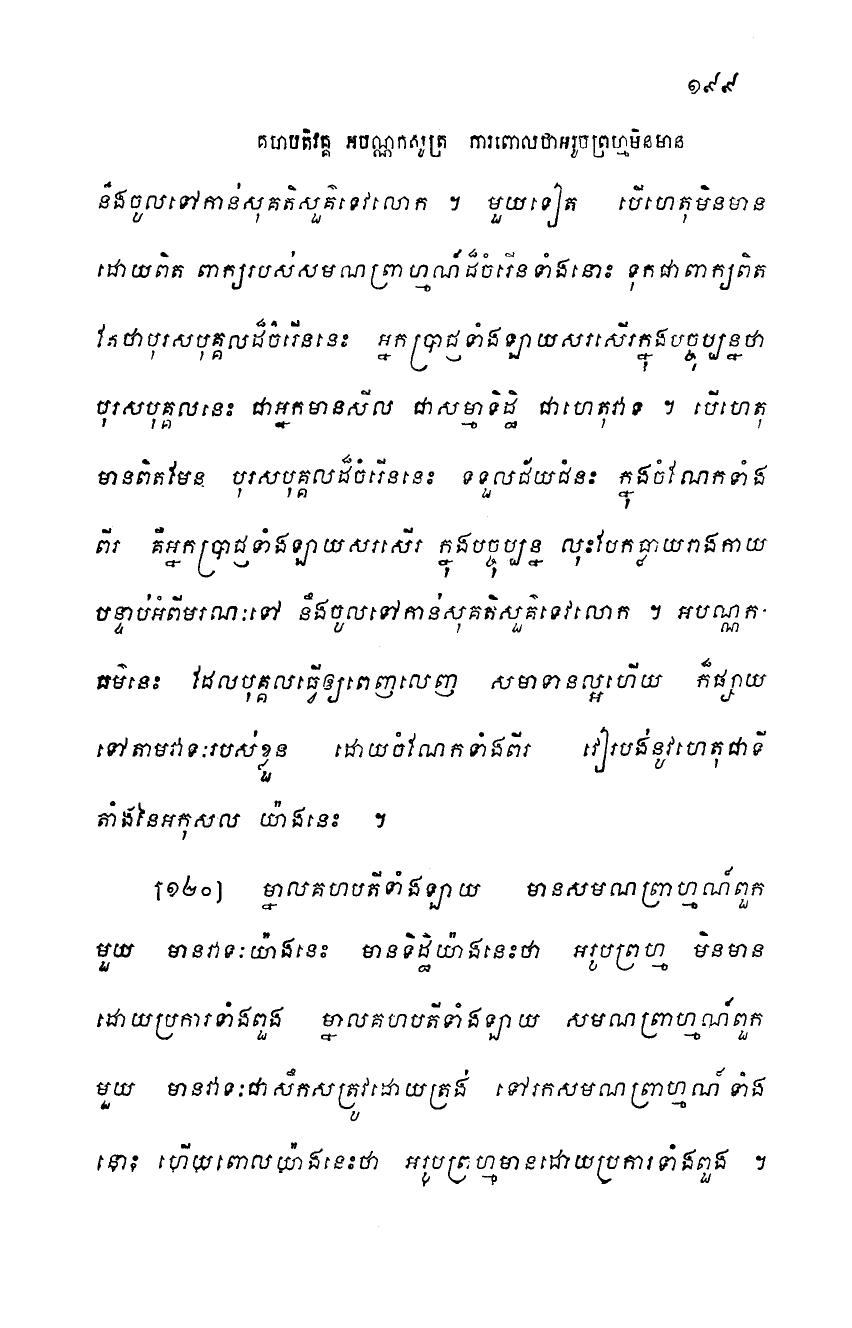 ១៩៩
គហបតិវគ្គ អបណ្ណកសូត្រ ការពោលថាអរូបព្រហ្មមិនមាន
នឹងចូលទៅកាន់សុគតិសួគ៌ទេវលោក ។ មួយទៀត បើហេតុមិនមាន
ដោយពិត ពាក្យរបស់សមណព្រាហ្មណ៍ដ៏ចំរើនទាំងនោះ ទុកជាពាក្យពិត
តែថាបុរសបុគ្គលដ៏ចំរើននេះ អ្នកប្រាជ្ញទាំងឡាយសរសើរក្នុងបច្ចុប្បន្នថា
បុរសបុគ្គលនេះ ជាអ្នកមានសីល ជាសម្មាទិដ្ឋិ ជាហេតុវាទ ។ បើហេតុ
មានពិតមែន បុរសបុគ្គលដ៏ចំរើននេះ ទទួលជ័យជំនះ ក្នុងចំណែកទាំង
ពីរ គឺអ្នកប្រាជ្ញទាំងឡាយសរសើរ ក្នុងបច្ចុប្បន្ន លុះបែកធ្លាយរាងកាយ
បន្ទាប់អំពីមរណៈទៅ នឹងចូលទៅកាន់សុគតិសួគ៌ទេវលោក ។ អបណ្ណក-
ធម៌នេះ ដែលបុគ្គលធ្វើឲ្យពេញលេញ សមាទានល្អហើយ ក៏ផ្សាយ
ទៅតាមវាទៈរបស់ខ្លួន ដោយចំណែកទាំងពីរ វៀរបង់នូវហេតុជាទី
តាំងនៃអកុសល យ៉ាងនេះ ។
[១២០] ម្នាលគហបតីទាំងឡាយ មានសមណព្រាហ្មណ៍ពួក
មួយ មានវាទៈយ៉ាងនេះ មានទិដ្ឋិយ៉ាងនេះថា អរូបព្រហ្ម មិនមាន
ដោយប្រការទាំងពួង ម្នាលគហបតីទាំងឡាយ សមណព្រាហ្មណ៍ពួក
មួយ មានវាទៈជាសឹកសត្រូវដោយត្រង់ ទៅរកសមណព្រាហ្មណ៍ ទាំង
នោះ ហើយពោលយ៉ាងនេះថា អរូបព្រហ្មមានដោយប្រការទាំងពួង ។